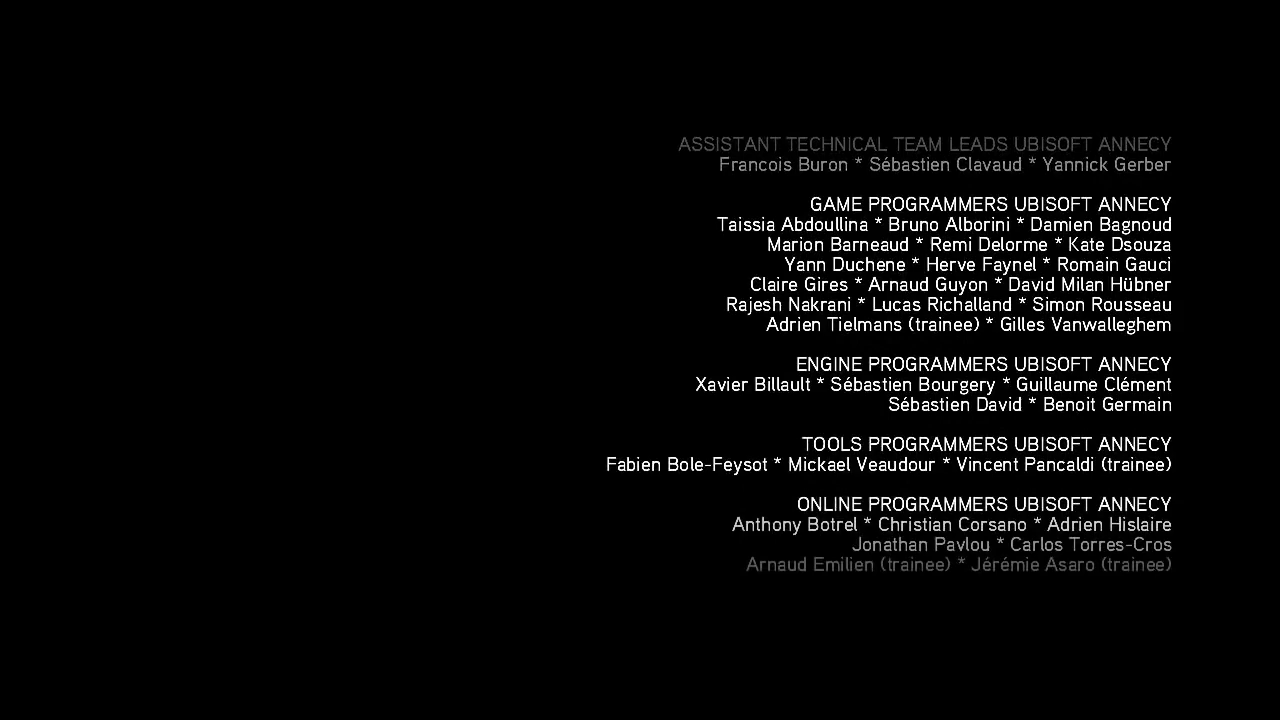 ASSISTANT TECHNICAL TEAM LEADS UBISOFT ANNECY
Francois Buron * Sébastien Clavaud * Yannick Gerber
GAME PROGRAMMERS UBISOFT ANNECY
Taissia Abdoullina * Bruno Alborini * Damien Bagnoud
Marion Barneaud * Remi Delorme * Kate Dsouza
Yann Duchene * Herve Faynel * Romain Gauci
Claire Gires * Arnaud Guyon * David Milan Hübner
Rajesh Nakrani * Lucas Richalland * Simon Rousseau
Adrien Tielmans (trainee) * Gilles Vanwalleghem
ENGINE PROGRAMMERS UBISOFT ANNECY
Xavier Billault * Sébastien Bourgery * Guillaume Clément
Sébastien David * Benoit Germain
TOOLS PROGRAMMERS UBISOFT ANNECY
Fabien Bole-Feysot * Mickael Veaudour * Vincent Pancaldi (trainee)
ONLINE PROGRAMMERS UBISOFT ANNECY
Anthony Botrel * Christian Corsano * Adrien Hislaire
Jonathan Pavlou * Carlos Torres-Cros
Arnaud Emilien (trainee) * Jérémie Asaro (trainee)